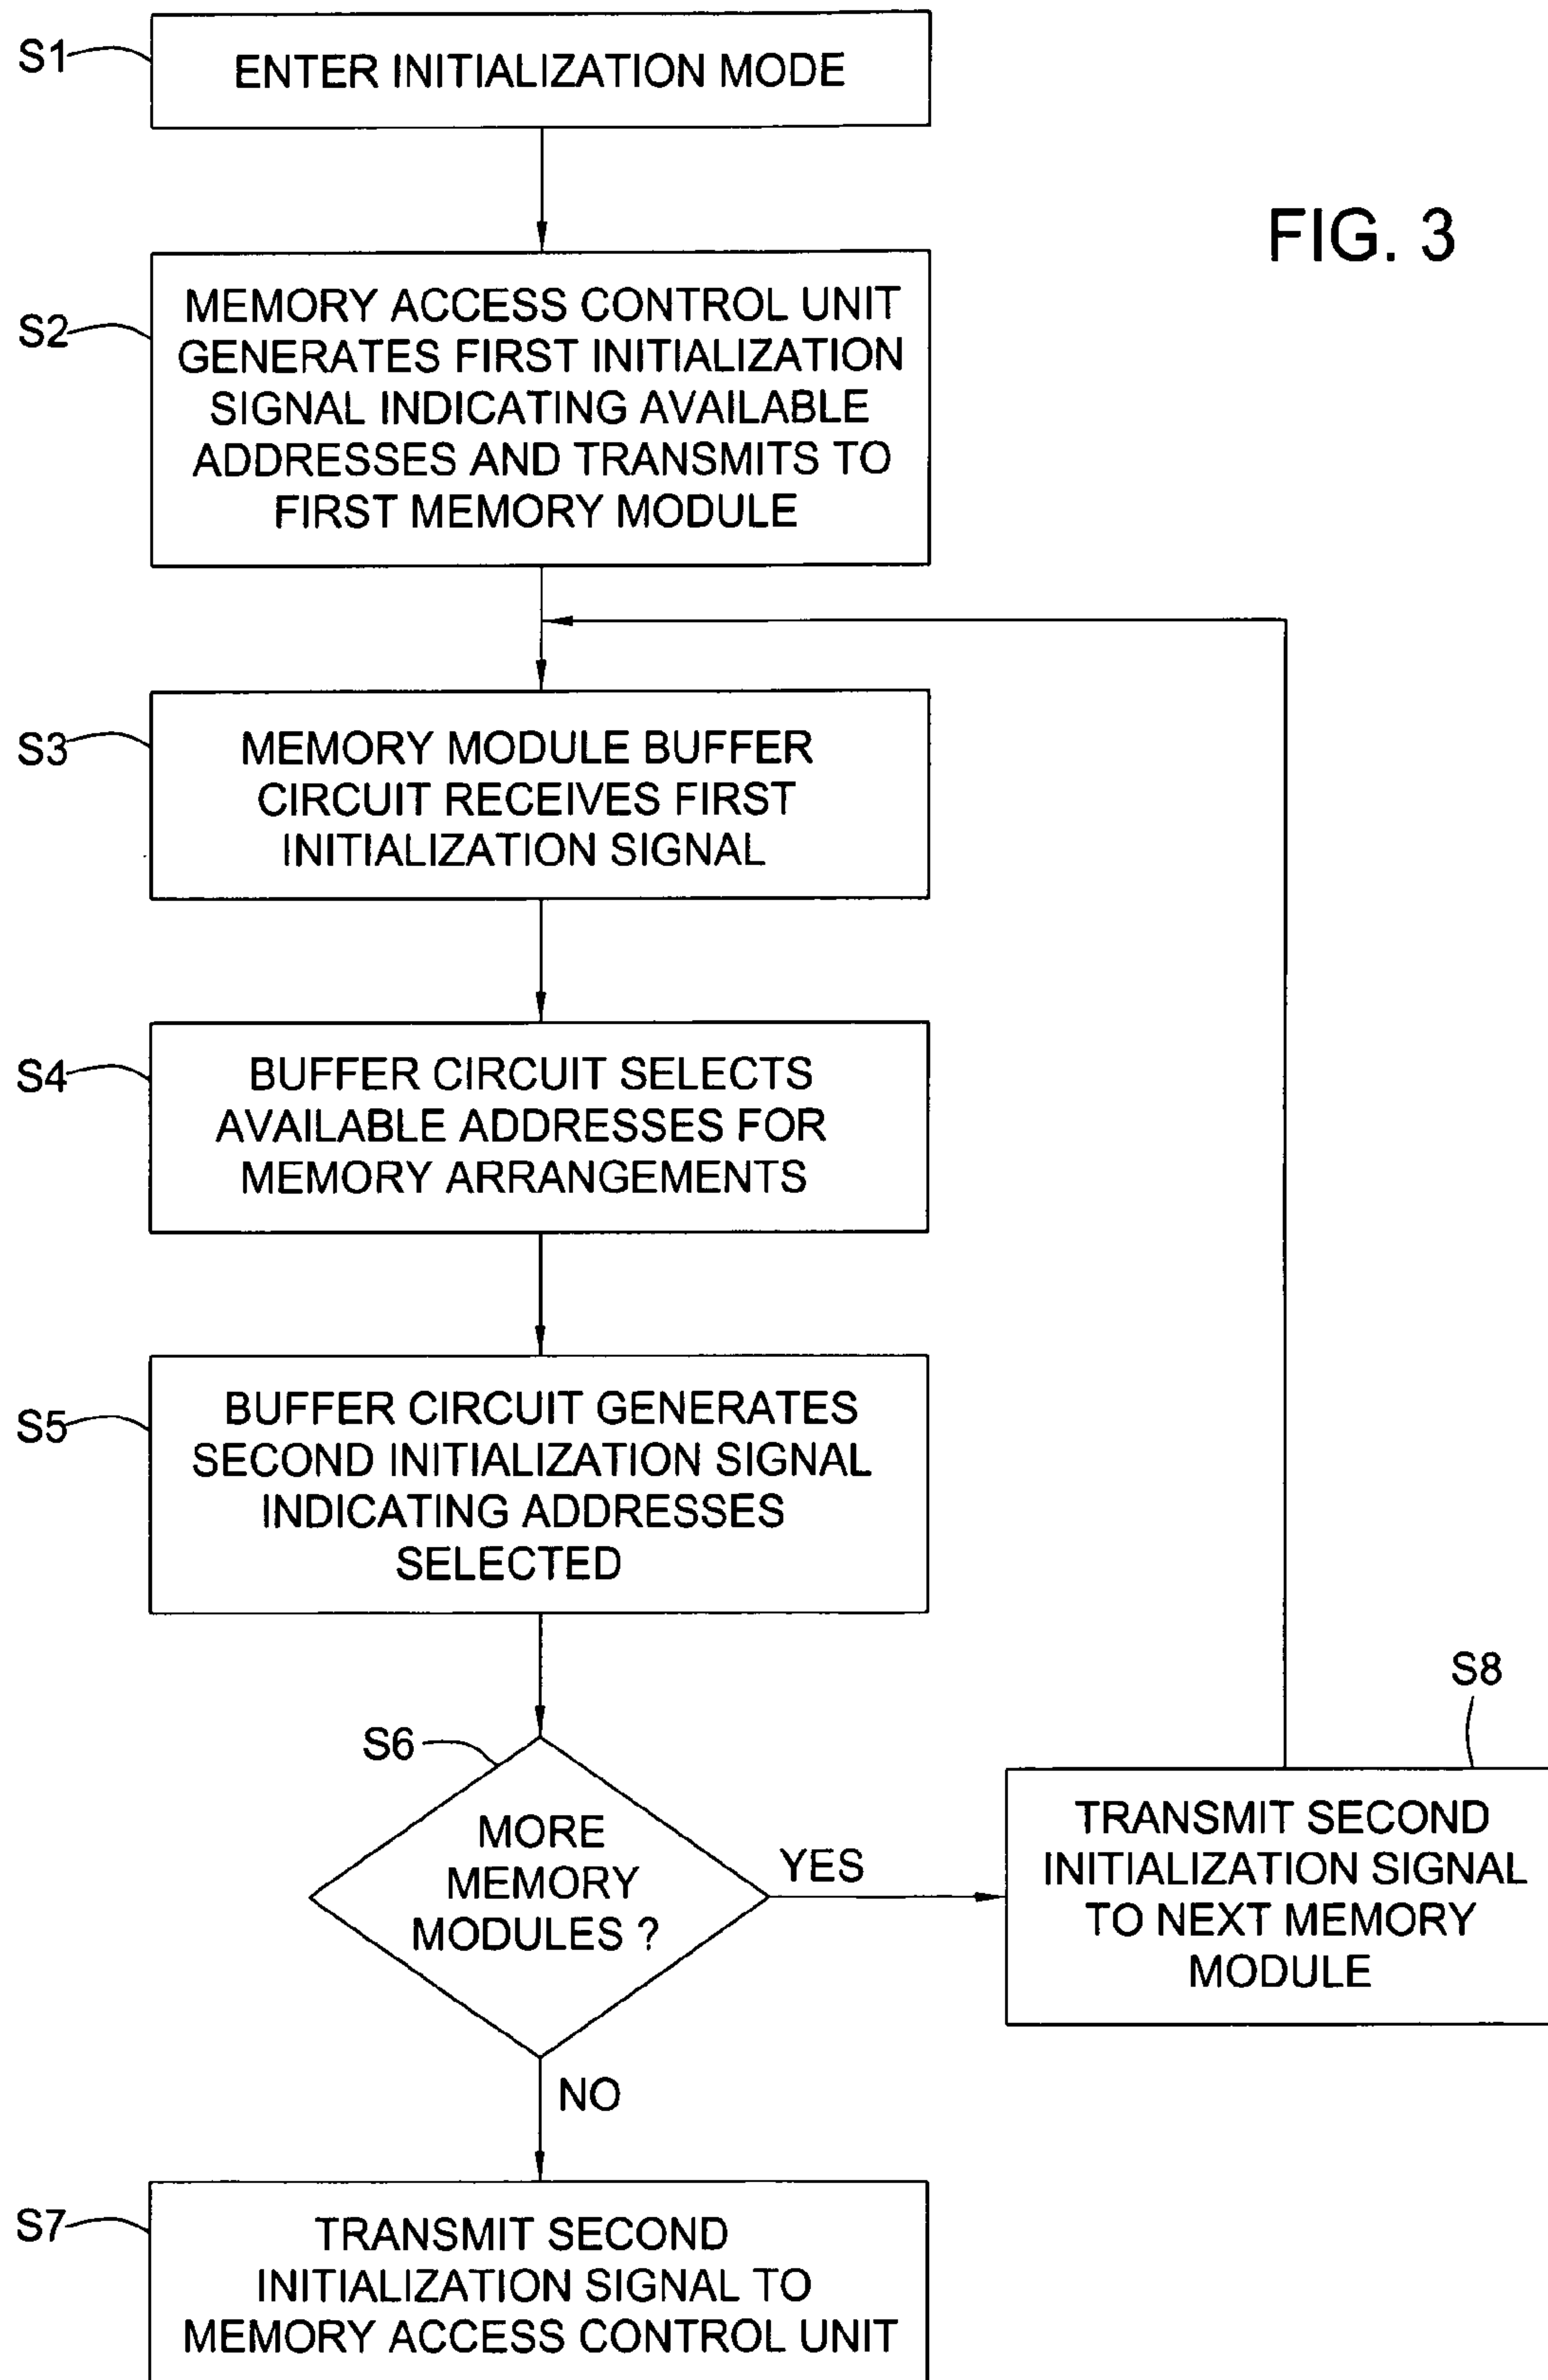 S1
ENTER INITIALIZATION MODE
FIG. 3
S2
MEMORY ACCESS CONTROL UNIT
GENERATES FIRST INITIALIZATION
SIGNAL INDICATING AVAILABLE
ADDRESSES AND TRANSMITS TO
FIRST MEMORY MODULE
S3
MEMORY MODULE BUFFER
CIRCUIT RECEIVES FIRST
INITIALIZATION SIGNAL
S4
BUFFER CIRCUIT SELECTS
AVAILABLE ADDRESSES FOR
MEMORY ARRANGEMENTS
S5
BUFFER CIRCUIT GENERATES
SECOND INITIALIZATION SIGNAL
INDICATING ADDRESSES
SELECTED
S6
MORE
MEMORY
MODULES ?
YES
S8
TRANSMIT SECOND
INITIALIZATION SIGNAL
TO NEXT MEMORY
MODULE
NO
S7
TRANSMIT SECOND
INITIALIZATION SIGNAL TO
MEMORY ACCESS CONTROL UNIT